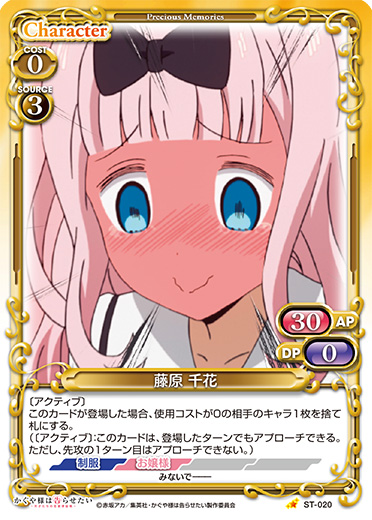 Precious Memories
Character
COST
0
SOURCE
3
30 AP
DP 0
藤原 千花
〔アクティブ〕
このカードが登場した場合、使用コストが0の相手のキャラ1枚を捨て
札にする。
（〔アクティブ〕：このカードは、登場したターンでもアプローチできる。
ただし、先攻の1ターン目はアプローチできない。）
制服 お嬢様
みないで──
かぐや様は告らせたい
©赤坂アカ／集英社・かぐや様は告らせたい製作委員会
ST-020